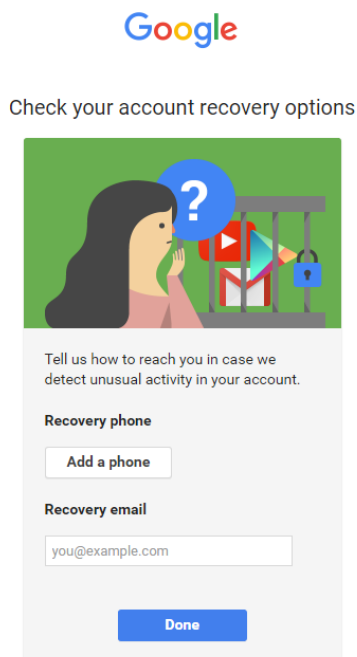 Google
Check your account recovery options
?
Tell us how to reach you in case we
detect unusual activity in your account.
Recovery phone
Add a phone
Recovery email
you@example.com
Done